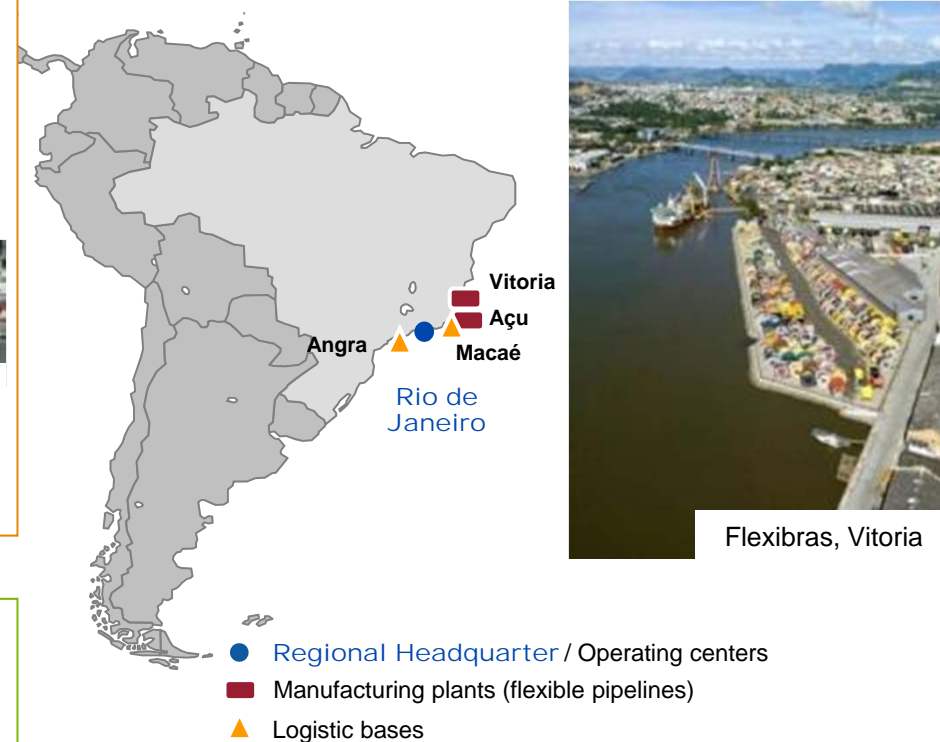 Vitoria
Açu
Angra
Macaé
Rio de
Janeiro
Flexibras, Vitoria
Regional Headquarter / Operating centers
Manufacturing plants (flexible pipelines)
Logistic bases